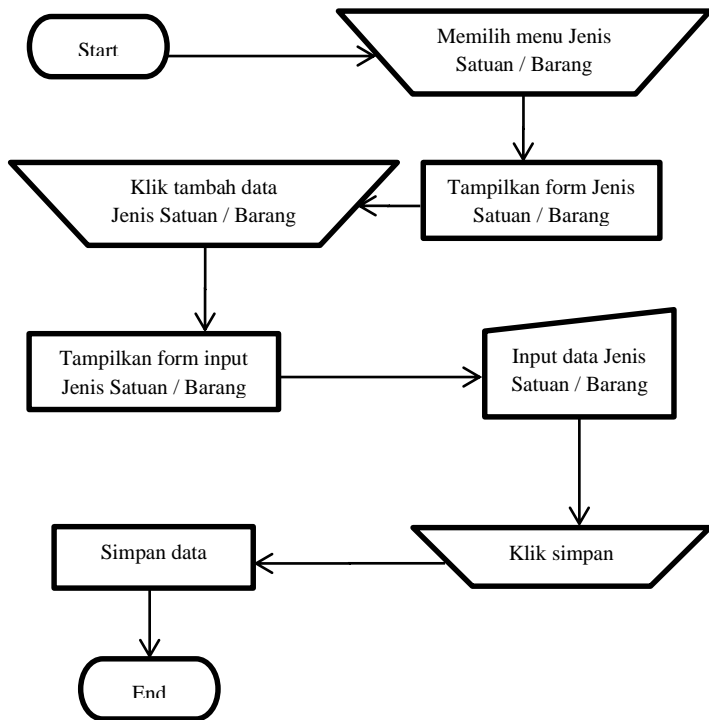 Start
Memilih menu Jenis
Satuan / Barang
Tampilkan form Jenis
Satuan / Barang
Klik tambah data
Jenis Satuan / Barang
Tampilkan form input
Jenis Satuan / Barang
Input data Jenis
Satuan / Barang
Klik simpan
Simpan data
End